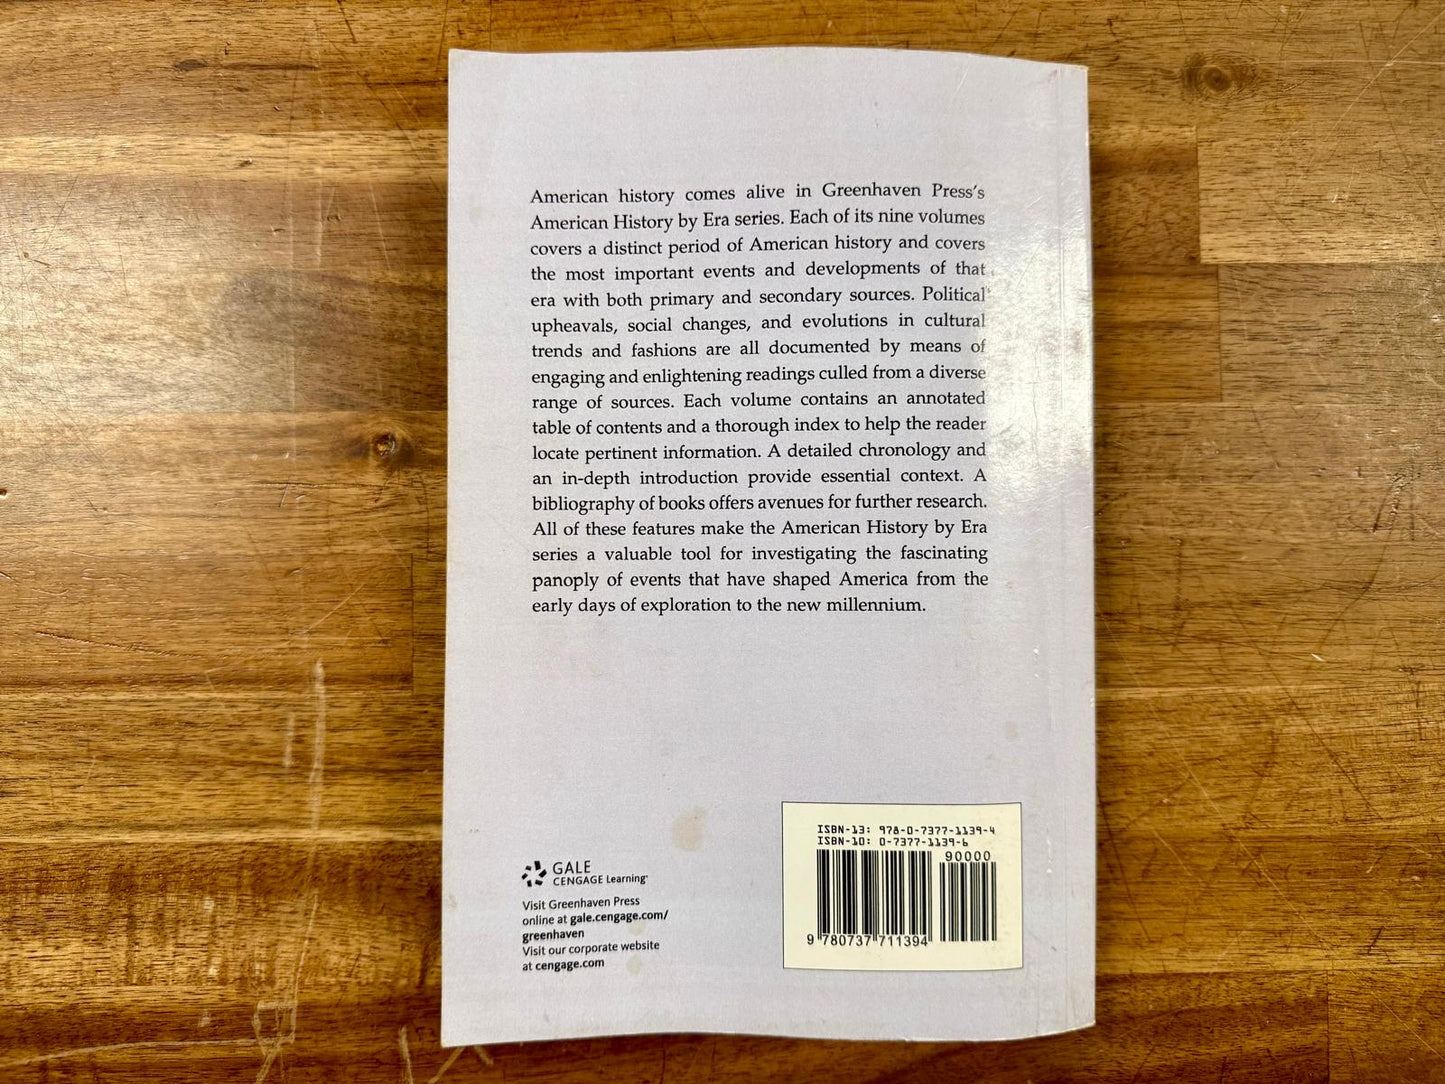 American history comes alive in Greenhaven Press's
American History by Era series. Each of its nine volumes
covers a distinct period of American history and covers
the most important events and developments of that
era with both primary and secondary sources. Political
upheavals, social changes, and evolutions in cultural
trends and fashions are all documented by means of
engaging and enlightening readings culled from a diverse
range of sources. Each volume contains an annotated
table of contents and a thorough index to help the reader
locate pertinent information. A detailed chronology and
an in-depth introduction provide essential context. A
bibliography of books offers avenues for further research.
All of these features make the American History by Era
series a valuable tool for investigating the fascinating
panoply of events that have shaped America from the
early days of exploration to the new millennium.
GALE
CENGAGE Learning™
Visit Greenhaven Press
online at gale.cengage.com/
greenhaven
Visit our corporate website
at cengage.com
ISBN-13: 978-0-7377-1139-4
ISBN-10: 0-7377-1139-6
90000
9 780737 711394